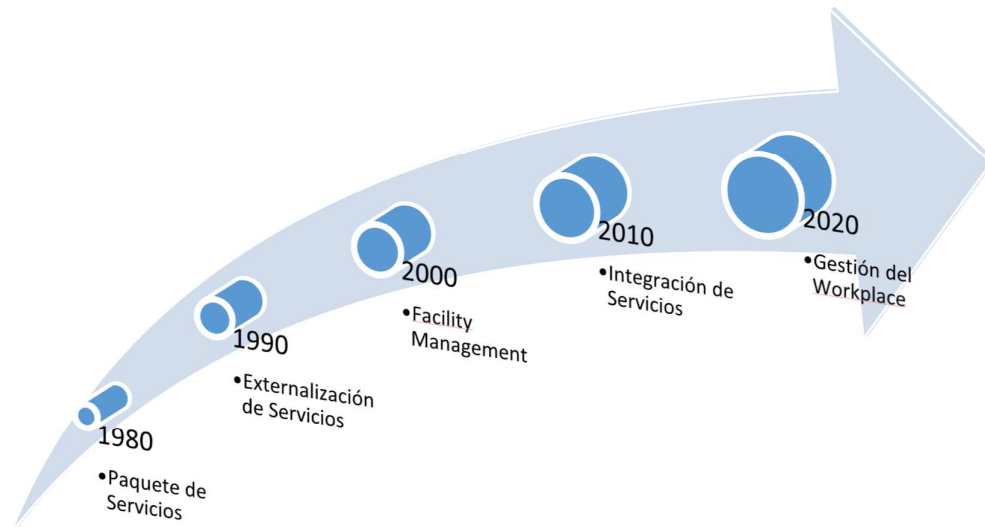 1980
•Paquete de
Servicios
1990
•Externalización
de Servicios
2000
•Facility
Management
2010
•Integración de
Servicios
2020
•Gestión del
Workplace